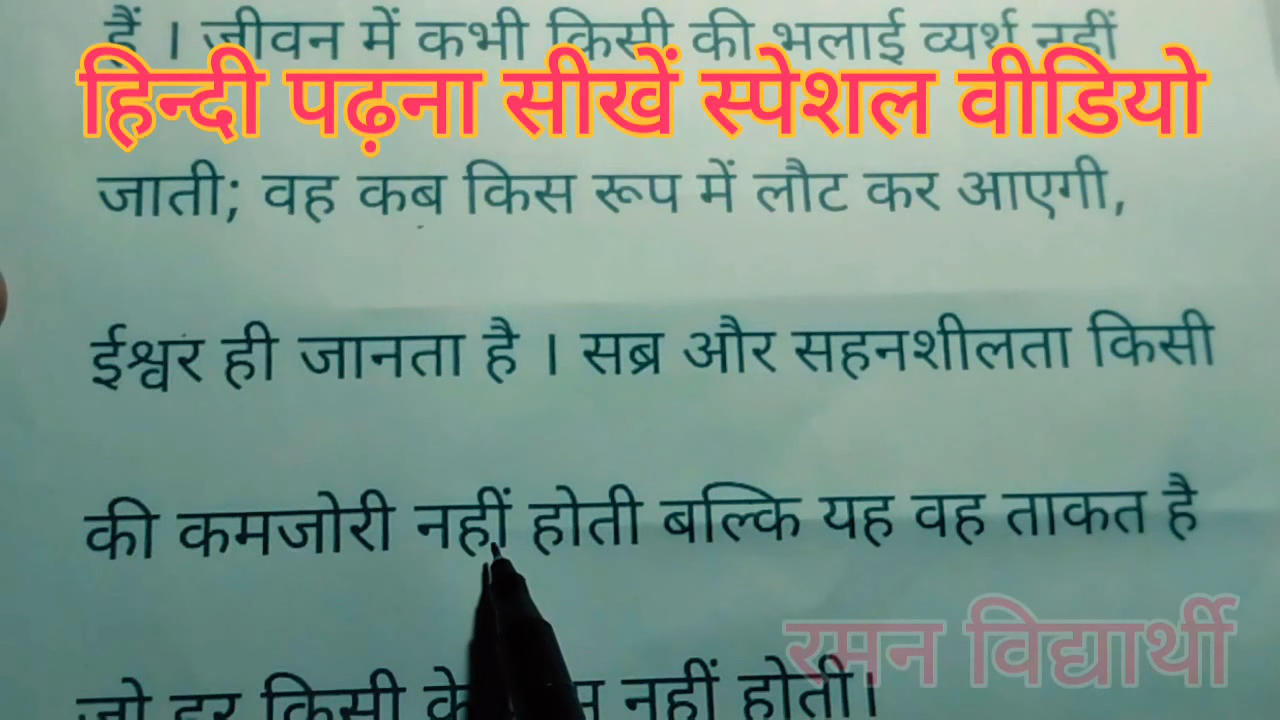 हैं । जीवन में कभी किसी की भलाई व्यर्थ नहीं
हिन्दी पढ़ना सीखें स्पेशल वीडियो
जाती; वह कब किस रूप में लौट कर आएगी,
ईश्वर ही जानता है । सब्र और सहनशीलता किसी
की कमजोरी नहीं होती बल्कि यह वह ताकत है
रमन विद्यार्थी
जो हर किसी के नहीं होती।